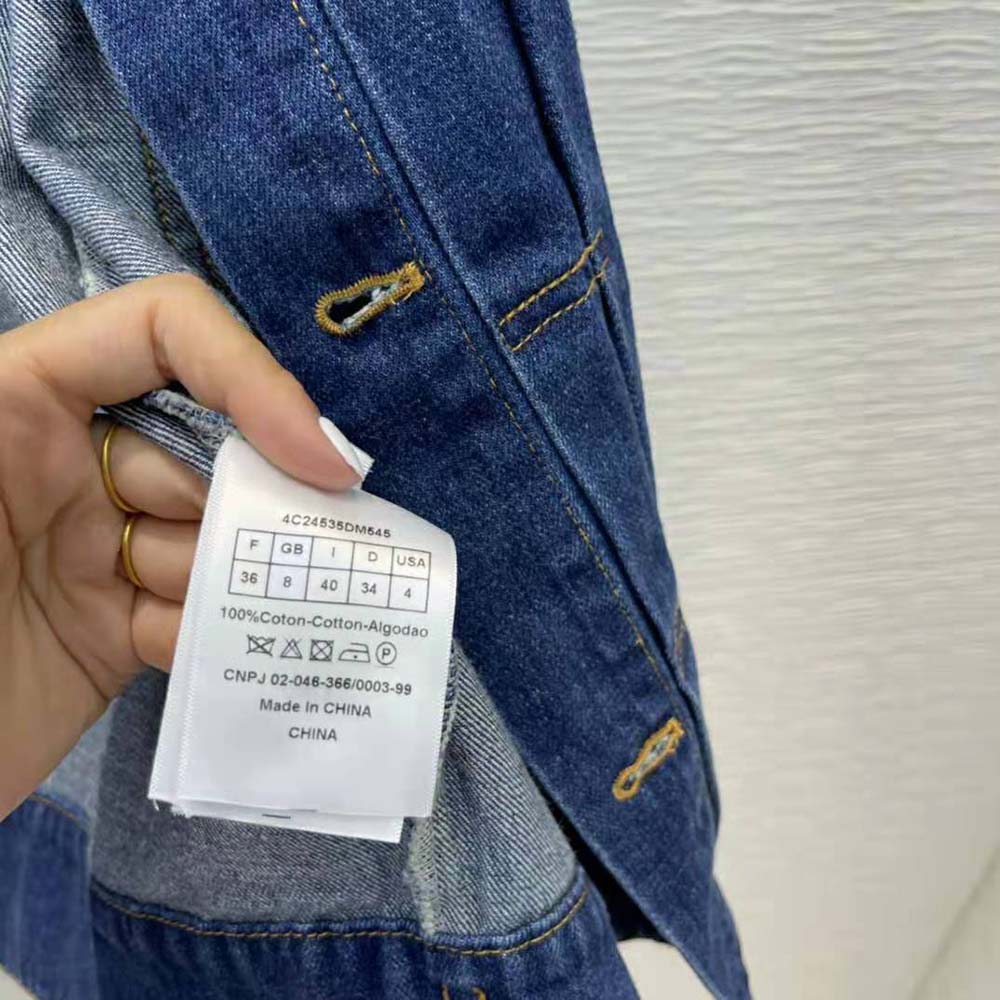 4C24535DM545
F GB I D USA
36 8 40 34 4
100%Coton-Cotton-Algodao
P
CNPJ 02-046-366/0003-99
Made In CHINA
CHINA